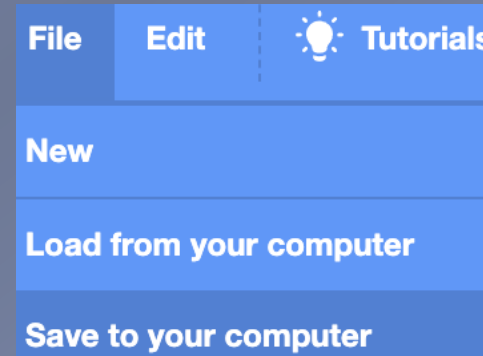 File Edit Tutorials
New
Load from your computer
Save to your computer